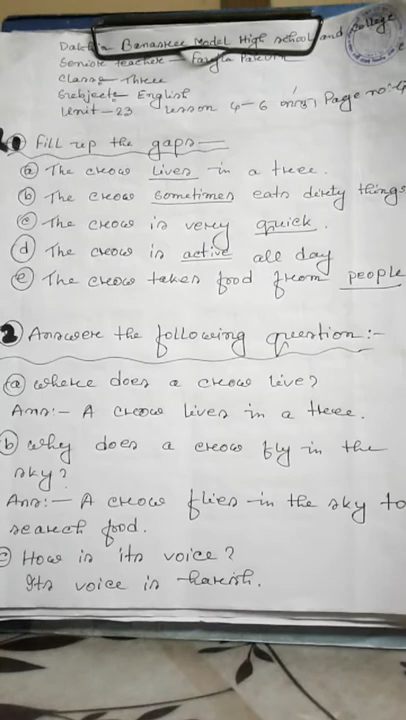 Dakshin Banasree Model High school and College
Senior teacher —
Class – Three
Subject English
Unit – 23 Lesson 4–6 Page no-
1 Fill up the gaps —
(a) The crow lives in a tree.
(b) The crow sometimes eats dirty things
(c) The crow is very quick.
(d) The crow is active all day
(e) The crow takes food from people
2 Answer the following question :-
(a) Where does a crow live?
Ans:- A crow lives in a tree.
(b) Why does a crow fly in the
sky?
Ans:- A crow flies in the sky to
search food.
(c) How is its voice?
Its voice is harsh.